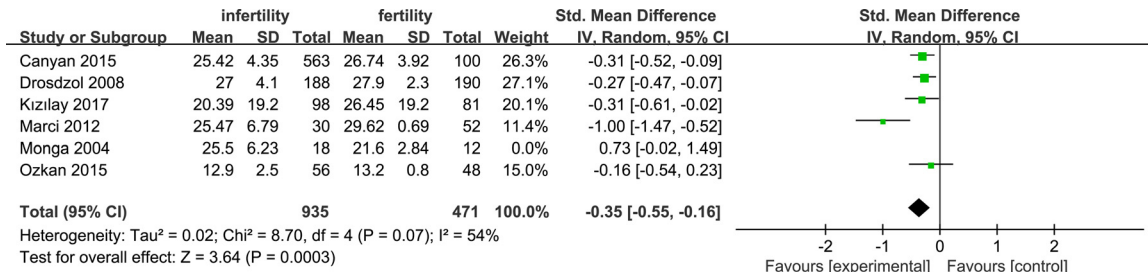 infertility fertility Std. Mean Difference Std. Mean Difference
Study or Subgroup Mean SD Total Mean SD Total Weight IV, Random, 95% CI IV, Random, 95% CI
Canyan 2015 25.42 4.35 563 26.74 3.92 100 26.3% -0.31 [-0.52, -0.09]
Drosdzol 2008 27 4.1 188 27.9 2.3 190 27.1% -0.27 [-0.47, -0.07]
Kızılay 2017 20.39 19.2 98 26.45 19.2 81 20.1% -0.31 [-0.61, -0.02]
Marci 2012 25.47 6.79 30 29.62 0.69 52 11.4% -1.00 [-1.47, -0.52]
Monga 2004 25.5 6.23 18 21.6 2.84 12 0.0% 0.73 [-0.02, 1.49]
Ozkan 2015 12.9 2.5 56 13.2 0.8 48 15.0% -0.16 [-0.54, 0.23]
Total (95% CI) 935 471 100.0% -0.35 [-0.55, -0.16]
Heterogeneity: Tau² = 0.02; Chi² = 8.70, df = 4 (P = 0.07); I² = 54%
Test for overall effect: Z = 3.64 (P = 0.0003)
-2 -1 0 1 2
Favours [experimental] Favours [control]